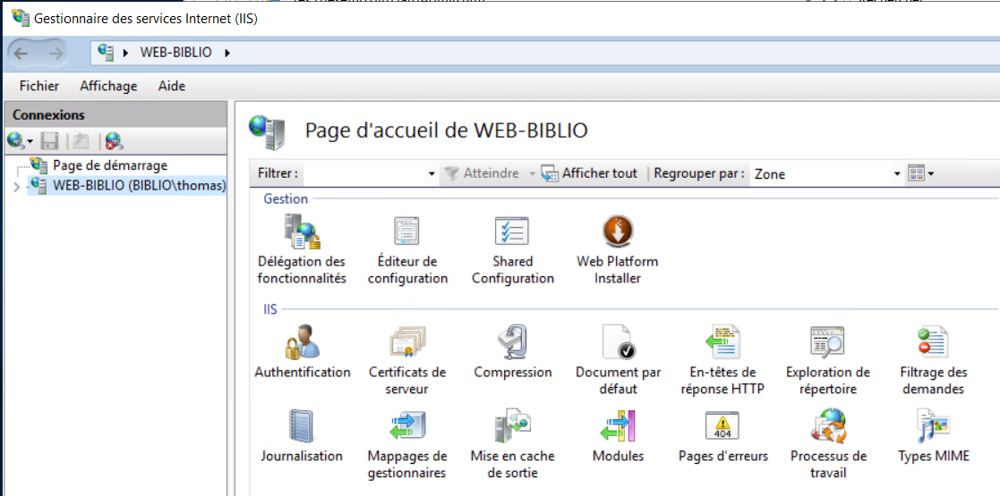 Gestionnaire des services Internet (IIS)
WEB-BIBLIO
Fichier Affichage Aide
Connexions
Page de démarrage
WEB-BIBLIO (BIBLIO\thomas)
Page d'accueil de WEB-BIBLIO
Filtrer : Atteindre Afficher tout Regrouper par : Zone
Gestion
Délégation des
fonctionnalités
Éditeur de
configuration
Shared
Configuration
Web Platform
Installer
IIS
Authentification
Certificats de
serveur
Compression
Document par
défaut
En-têtes de
réponse HTTP
Exploration de
répertoire
Filtrage des
demandes
Journalisation
Mappages de
gestionnaires
Mise en cache
de sortie
Modules
404
Pages d'erreurs
Processus de
travail
Types MIME